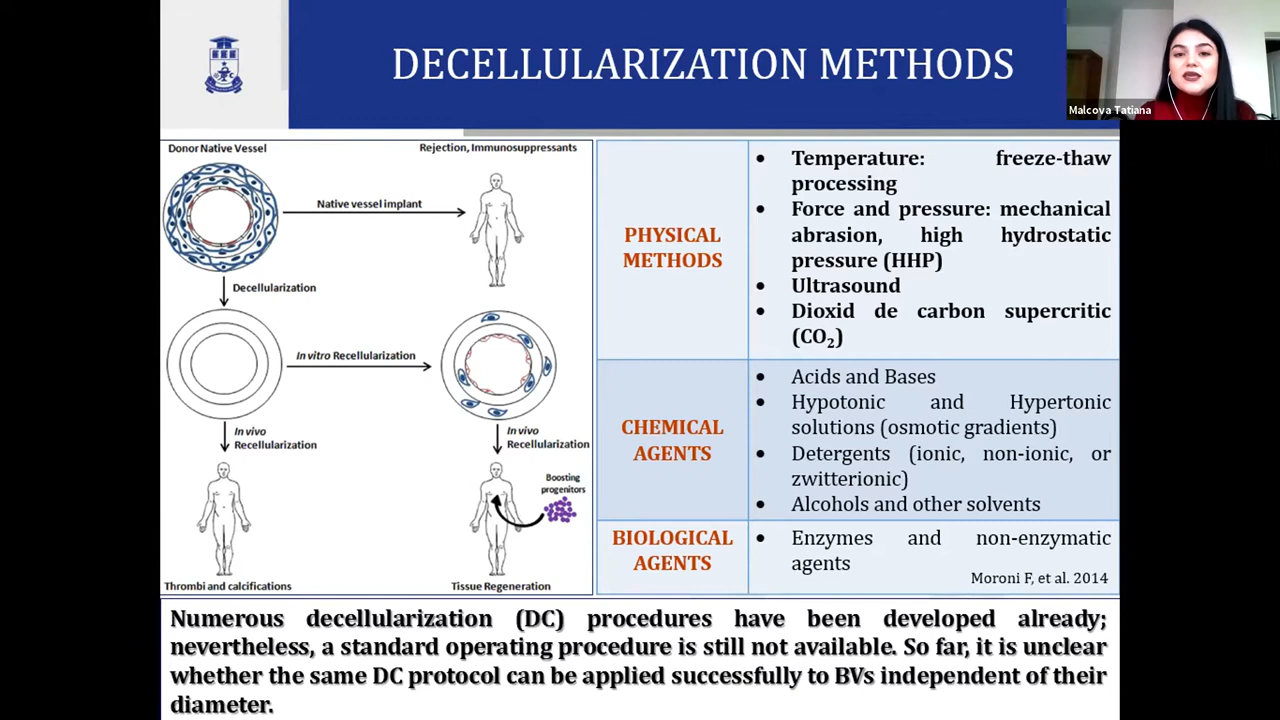 DECELLULARIZATION METHODS
Malcova Tatiana
Donor Native Vessel
Rejection, Immunosuppressants
Native vessel implant
Decellularization
In vitro Recellularization
In vivo
Recellularization
In vivo
Recellularization
Boosting
progenitors
Thrombi and calcifications
Tissue Regeneration
PHYSICAL
METHODS
• Temperature: freeze-thaw
processing
• Force and pressure: mechanical
abrasion, high hydrostatic
pressure (HHP)
• Ultrasound
• Dioxid de carbon supercritic
(CO₂)
CHEMICAL
AGENTS
• Acids and Bases
• Hypotonic and Hypertonic
solutions (osmotic gradients)
• Detergents (ionic, non-ionic, or
zwitterionic)
• Alcohols and other solvents
BIOLOGICAL
AGENTS
• Enzymes and non-enzymatic
agents
Moroni F, et al. 2014
Numerous decellularization (DC) procedures have been developed already;
nevertheless, a standard operating procedure is still not available. So far, it is unclear
whether the same DC protocol can be applied successfully to BVs independent of their
diameter.